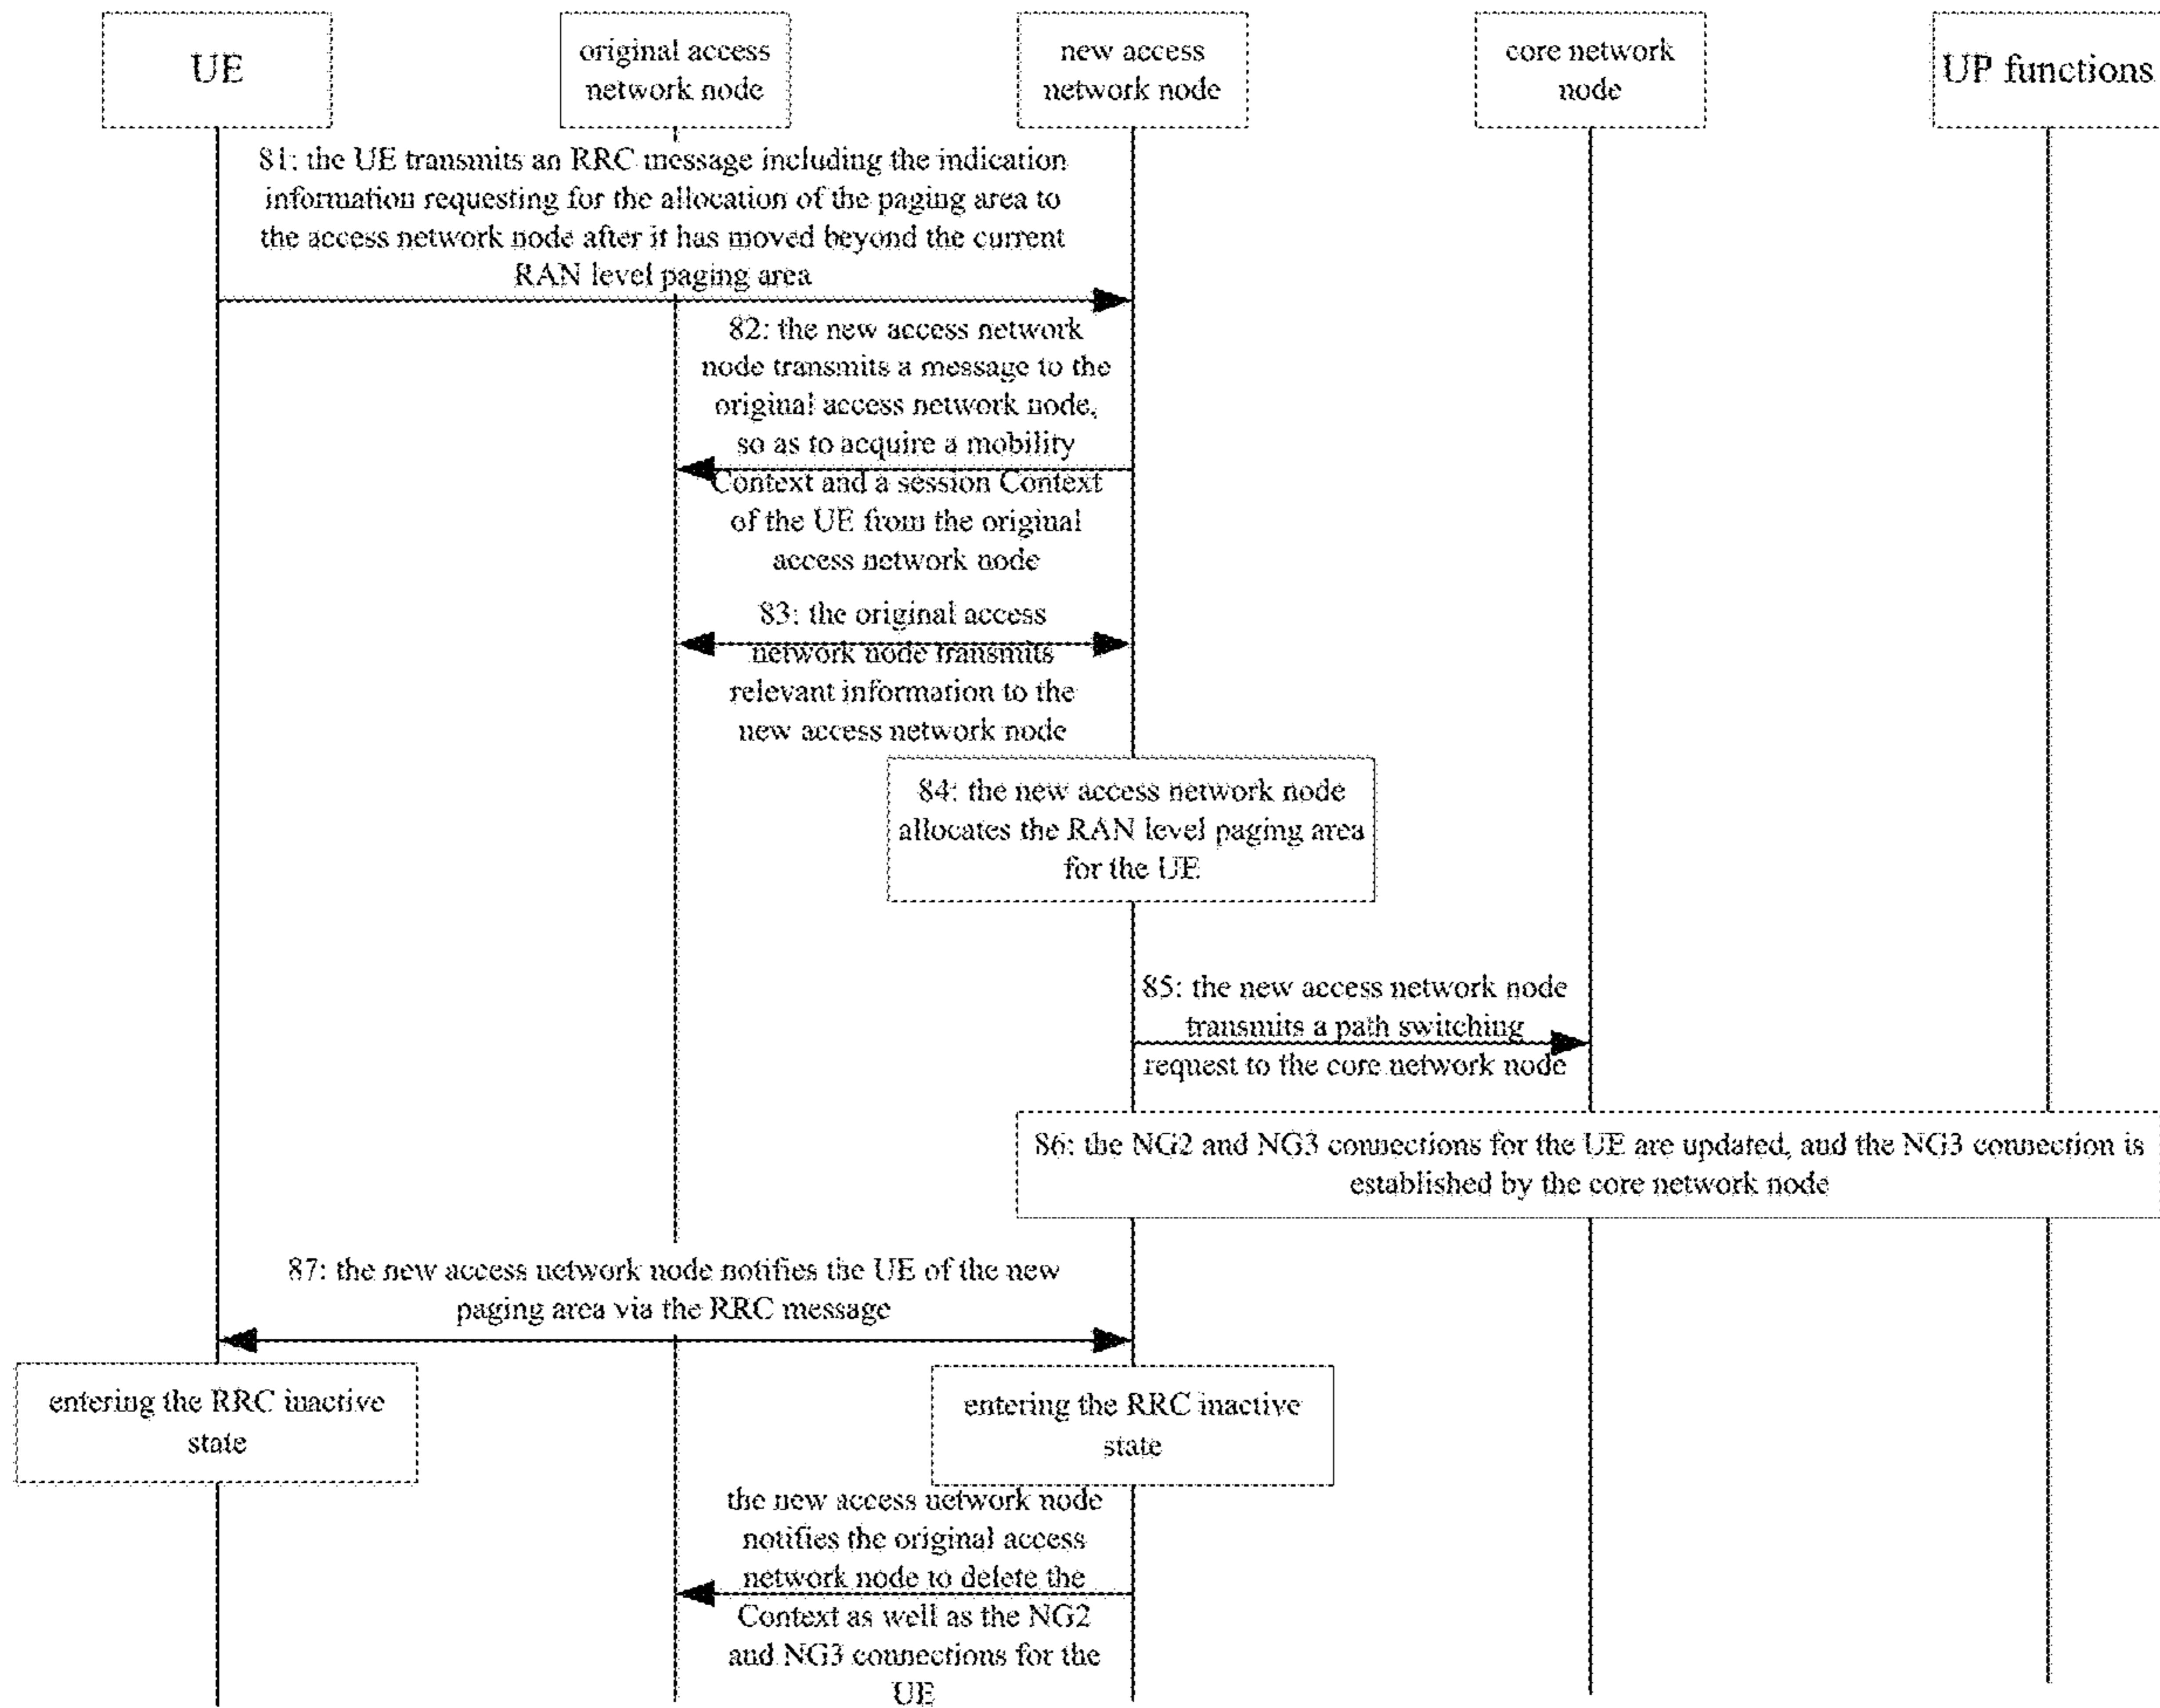 UE
original access
network node
new access
network node
core network
node
UP functions
81: the UE transmits an RRC message including the indication
information requesting for the allocation of the paging area to
the access network node after it has moved beyond the current
RAN level paging area
82: the new access network
node transmits a message to the
original access network node,
so as to acquire a mobility
Context and a session Context
of the UE from the original
access network node
83: the original access
network node transmits
relevant information to the
new access network node
84: the new access network node
allocates the RAN level paging area
for the UE
85: the new access network node
transmits a path switching
request to the core network node
86: the NG2 and NG3 connections for the UE are updated, and the NG3 connection is
established by the core network node
87: the new access network node notifies the UE of the new
paging area via the RRC message
entering the RRC inactive
state
entering the RRC inactive
state
the new access network node
notifies the original access
network node to delete the
Context as well as the NG2
and NG3 connections for the
UE